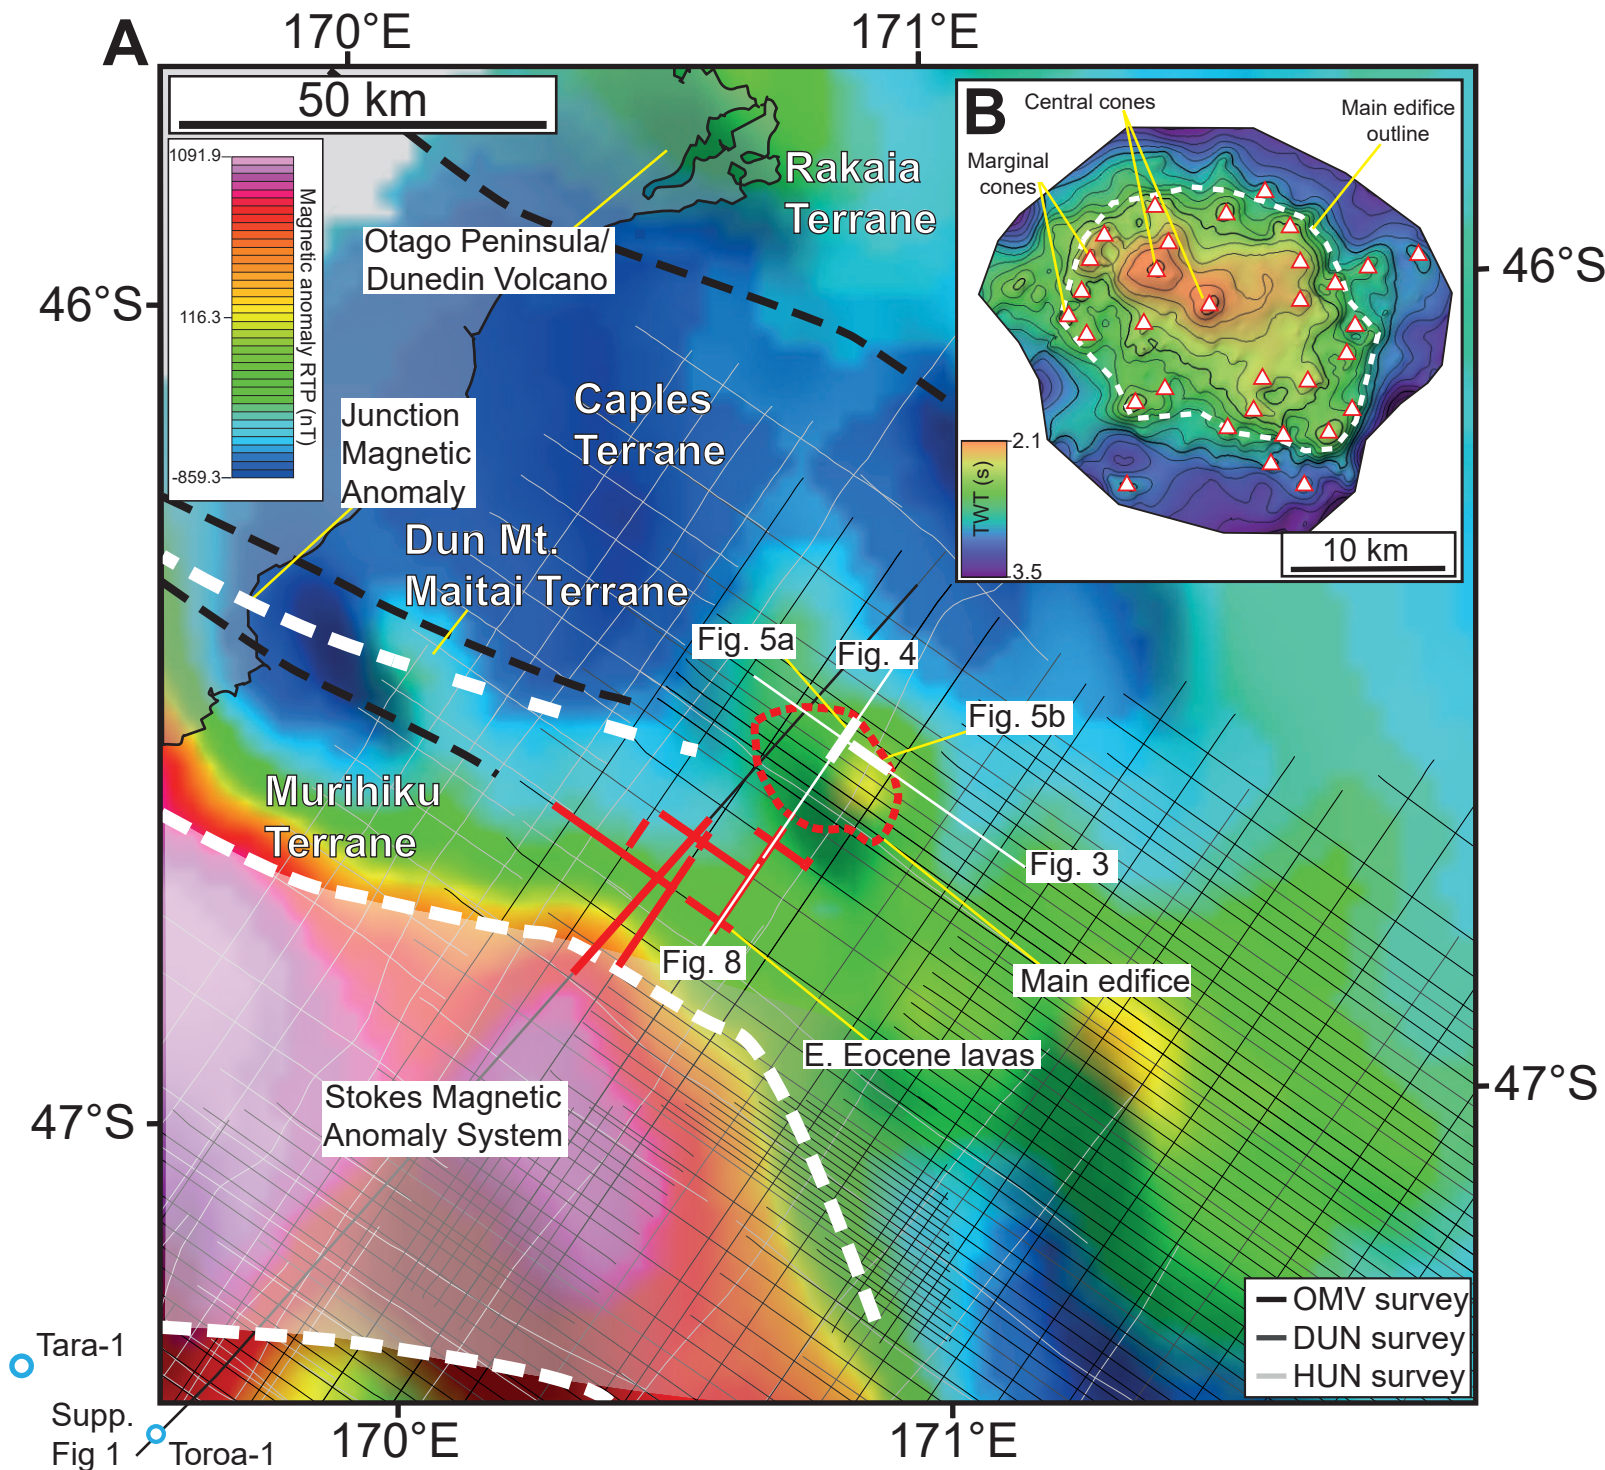 A
170°E
171°E
50 km
1091.9
116.3
-859.3
Magnetic anomaly RTP (nT)
Rakaia
Terrane
Otago Peninsula/
Dunedin Volcano
46°S
46°S
B
Central cones
Main edifice
outline
Marginal
cones
2.1
TWT (s)
3.5
10 km
Caples
Terrane
Junction
Magnetic
Anomaly
Dun Mt.
Maitai Terrane
Fig. 5a
Fig. 4
Fig. 5b
Murihiku
Terrane
Fig. 3
Fig. 8
Main edifice
E. Eocene lavas
Stokes Magnetic
Anomaly System
47°S
47°S
OMV survey
DUN survey
HUN survey
Tara-1
Supp.
Fig 1
Toroa-1
170°E
171°E